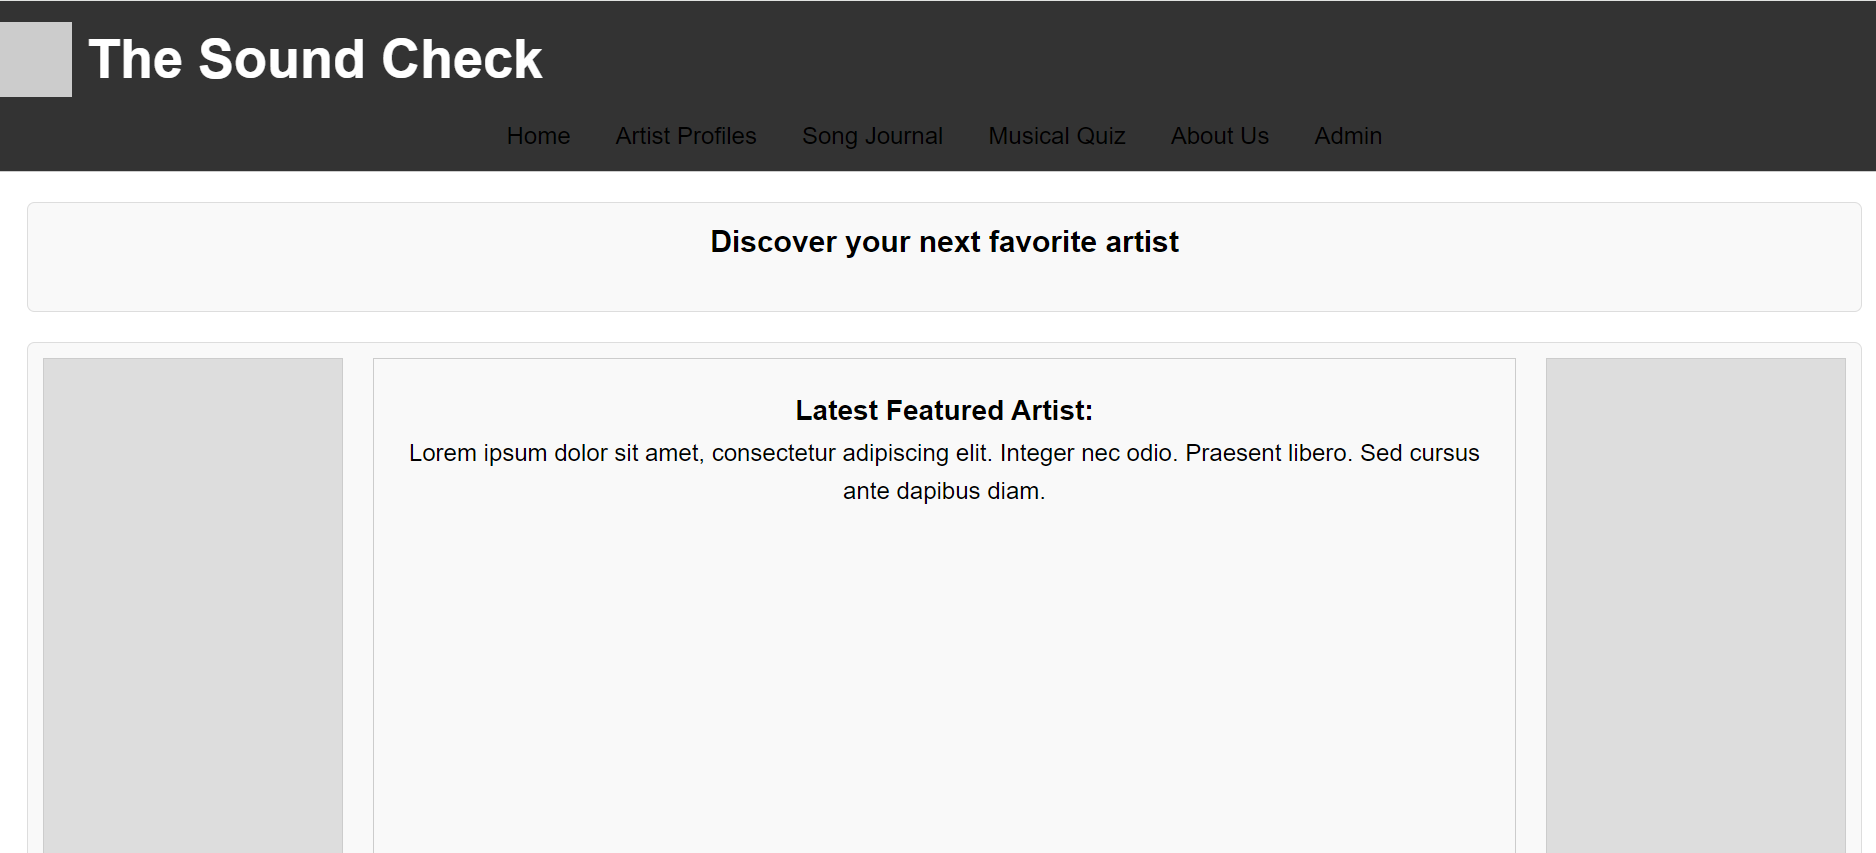 The Sound Check
Home Artist Profiles Song Journal Musical Quiz About Us Admin
Discover your next favorite artist
Latest Featured Artist:
Lorem ipsum dolor sit amet, consectetur adipiscing elit. Integer nec odio. Praesent libero. Sed cursus
ante dapibus diam.